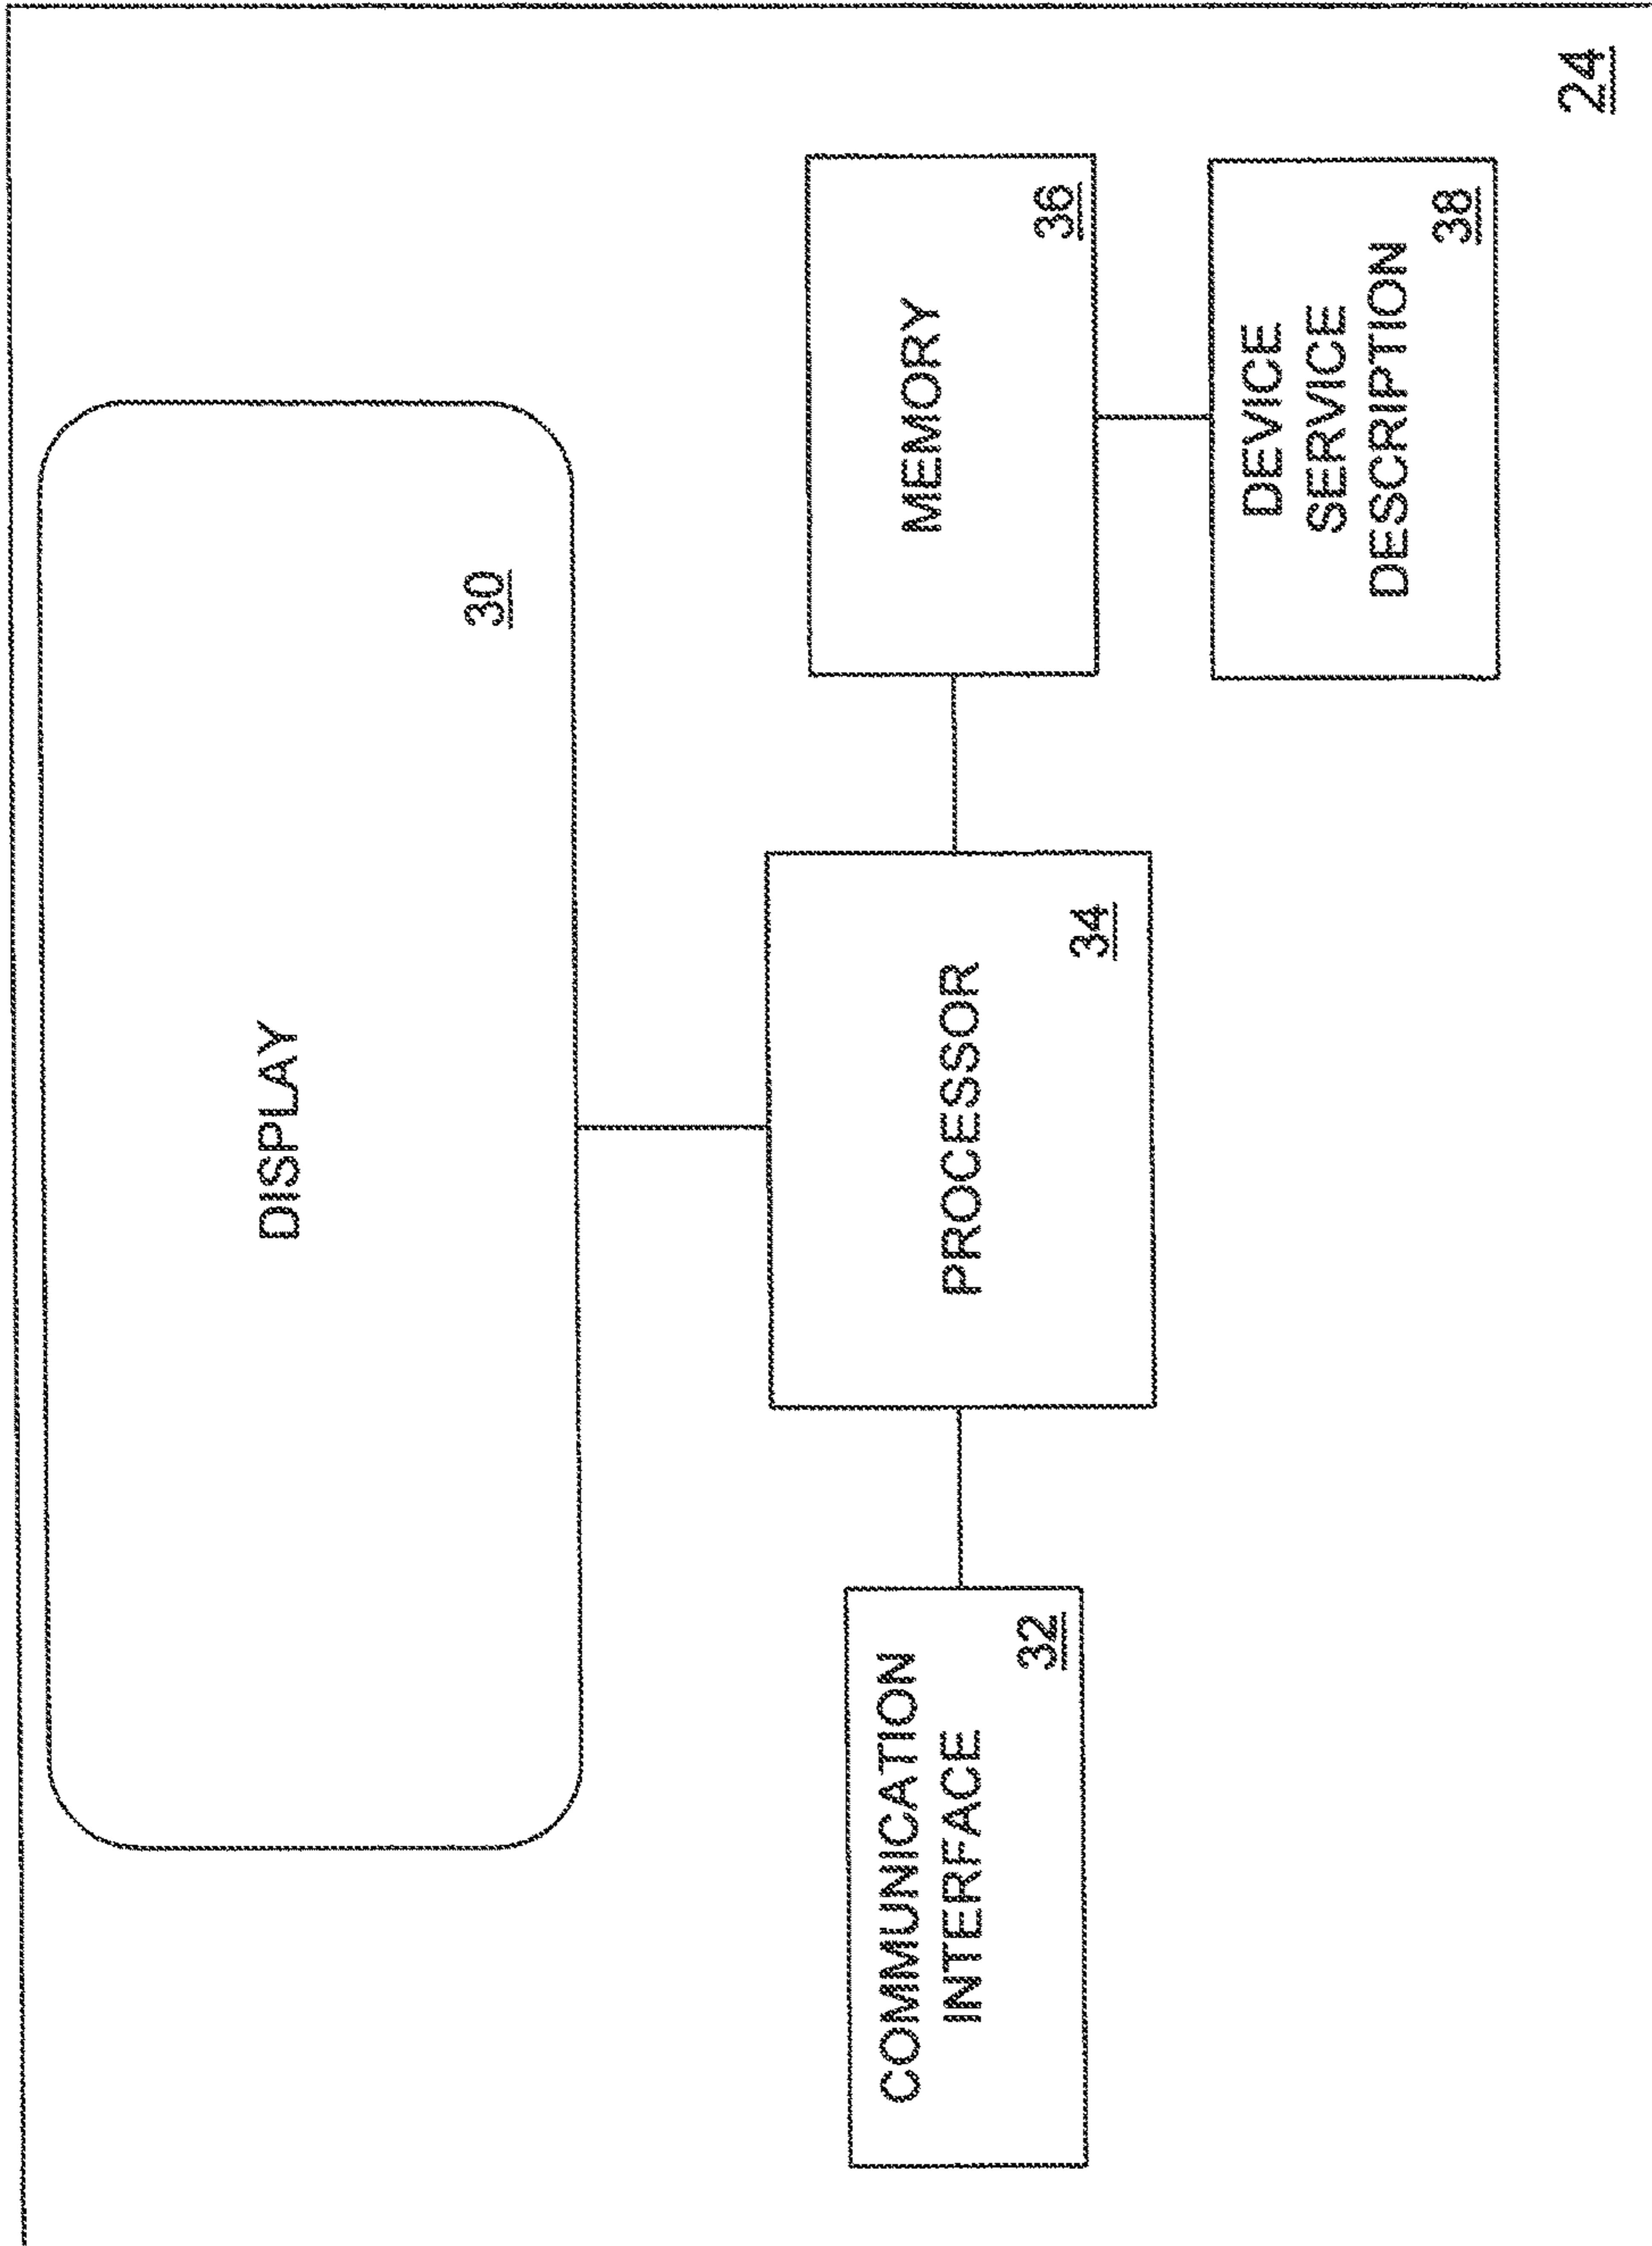 DISPLAY
30
COMMUNICATION
INTERFACE
32
PROCESSOR
34
MEMORY
36
DEVICE
SERVICE
DESCRIPTION
38
24